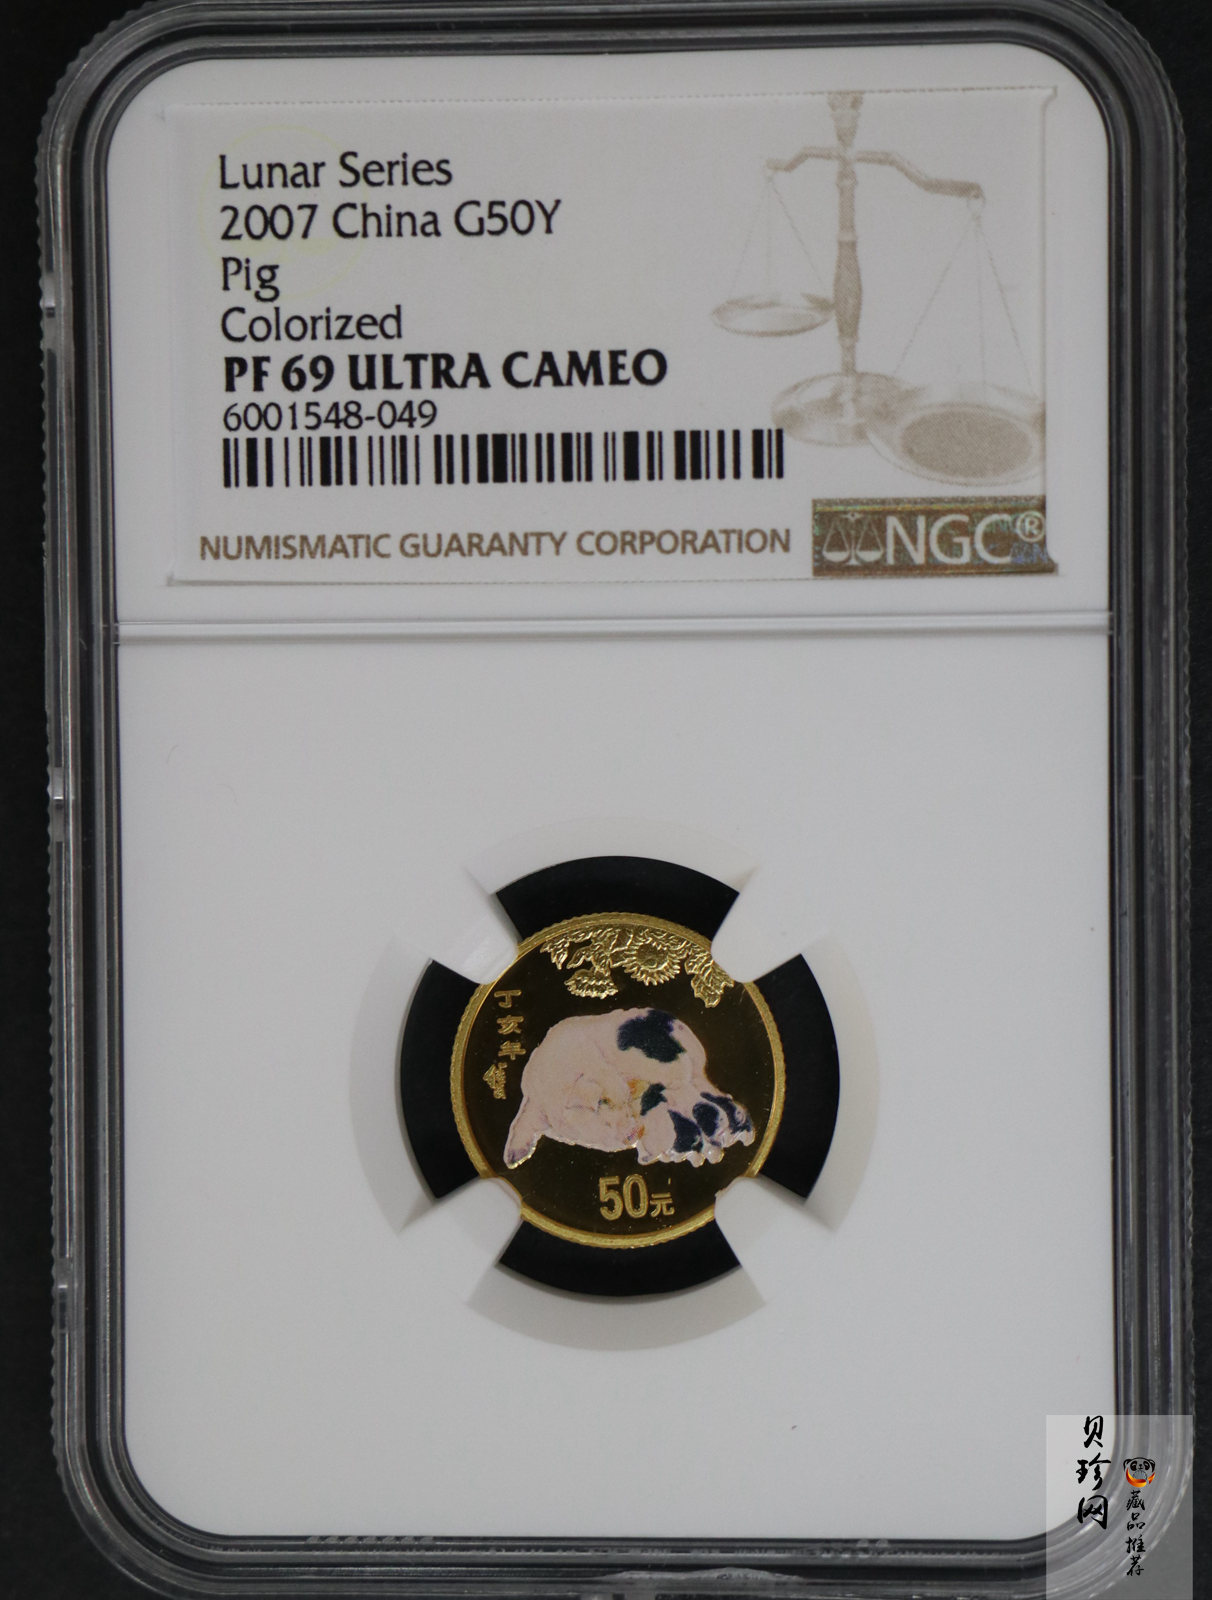 Lunar Series
2007 China G50Y
Pig
Colorized
PF 69 ULTRA CAMEO
6001548-049
NUMISMATIC GUARANTY CORPORATION
NGC®
丁亥年
50元
贝珍网
藏品推荐